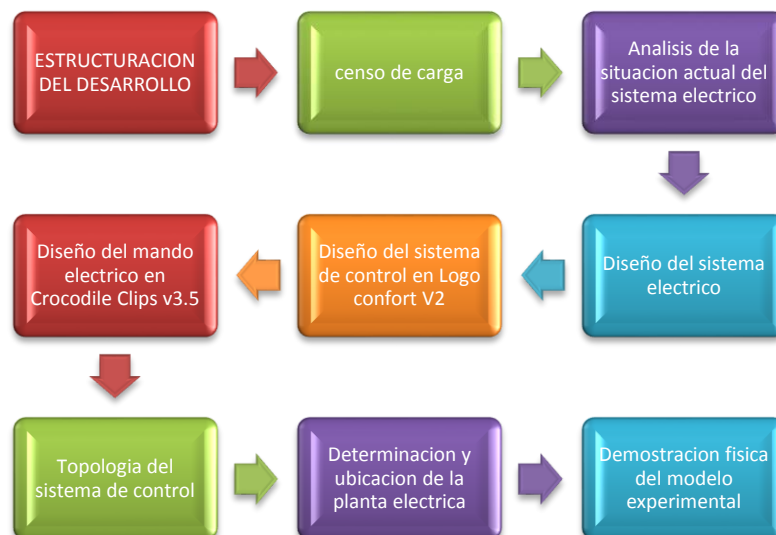 ESTRUCTURACION
DEL DESARROLLO
censo de carga
Analisis de la
situacion actual del
sistema electrico
Diseño del sistema
electrico
Diseño del sistema
de control en Logo
confort V2
Diseño del mando
electrico en
Crocodile Clips v3.5
Topologia del
sistema de control
Determinacion y
ubicacion de la
planta electrica
Demostracion fisica
del modelo
experimental